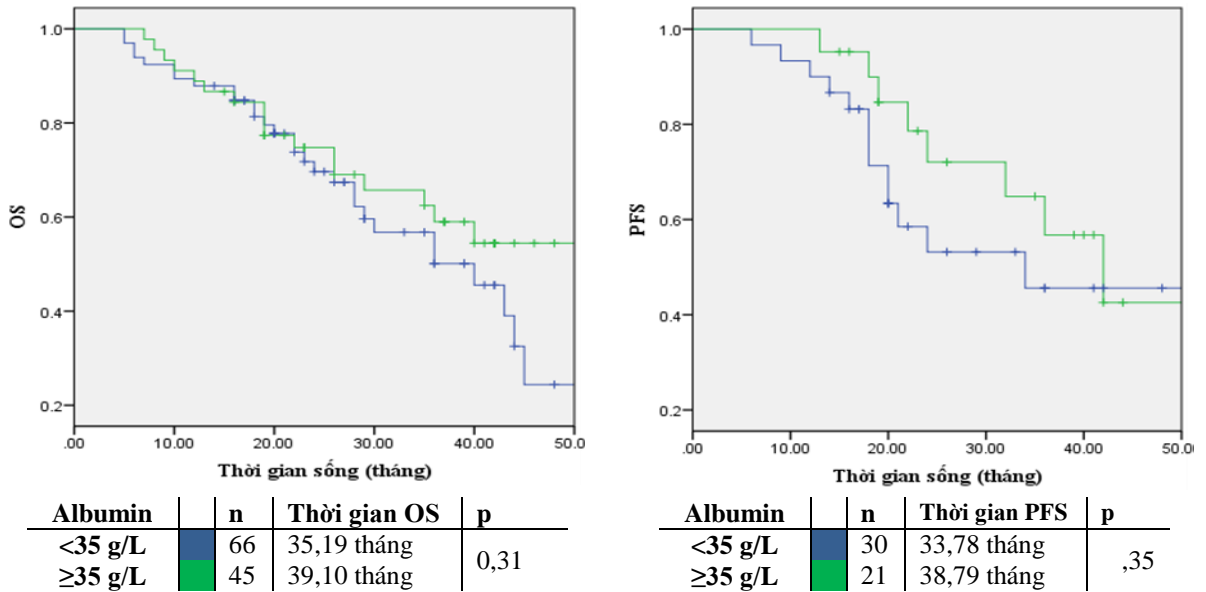 1.0
0.8
0.6
0.4
0.2
OS
.00 10.00 20.00 30.00 40.00 50.0
Thời gian sống (tháng)
Albumin n Thời gian OS p
<35 g/L 66 35,19 tháng
0,31
≥35 g/L 45 39,10 tháng
1.0
0.8
0.6
0.4
0.2
PFS
.00 10.00 20.00 30.00 40.00 50.0
Thời gian sống (tháng)
Albumin n Thời gian PFS p
<35 g/L 30 33,78 tháng
,35
≥35 g/L 21 38,79 tháng